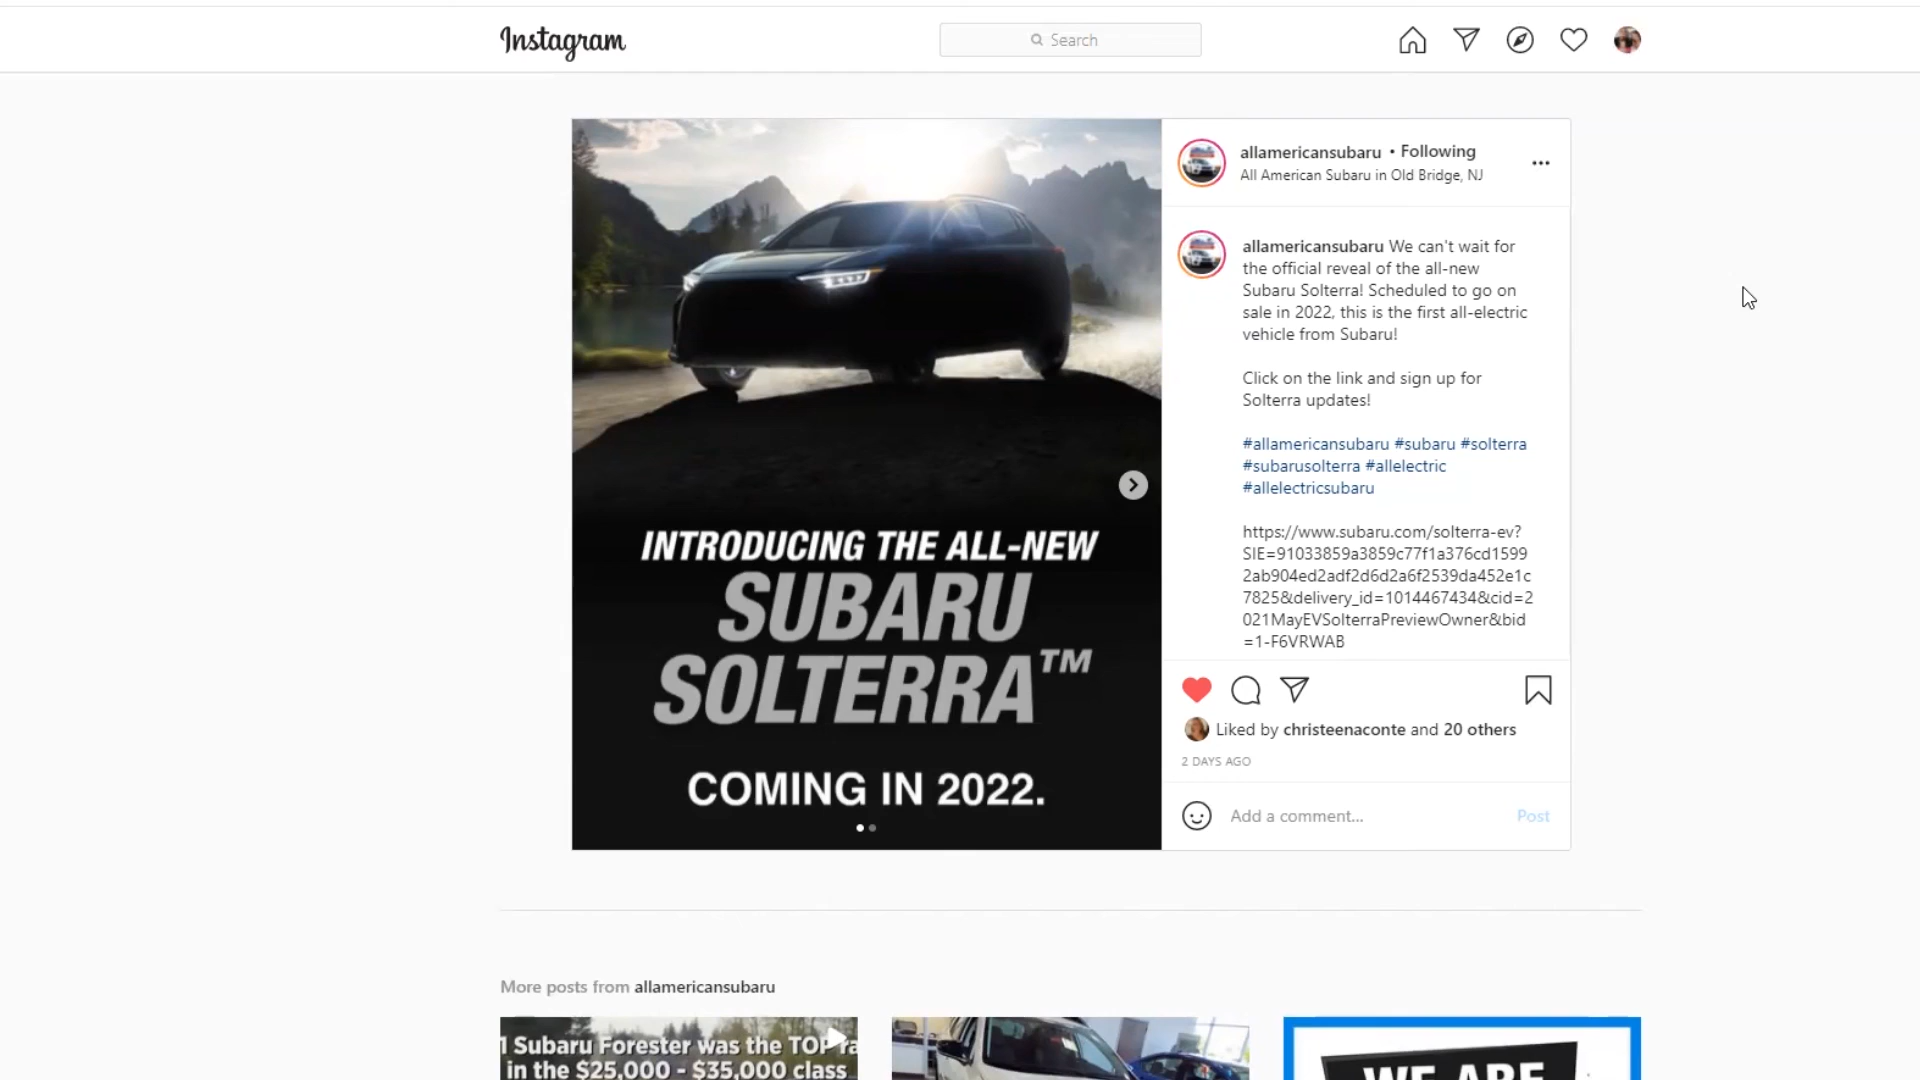 Instagram
Search
allamericansubaru • Following
All American Subaru in Old Bridge, NJ
INTRODUCING THE ALL-NEW
SUBARU
SOLTERRA™
COMING IN 2022.
allamericansubaru We can't wait for
the official reveal of the all-new
Subaru Solterra! Scheduled to go on
sale in 2022, this is the first all-electric
vehicle from Subaru!
Click on the link and sign up for
Solterra updates!
#allamericansubaru #subaru #solterra
#subarusolterra #allelectric
#allelectricsubaru
https://www.subaru.com/solterra-ev?
SIE=91033859a3859c77f1a376cd1599
2ab904ed2adf2d6d2a6f2539da452e1c
7825&delivery_id=1014467434&cid=2
021MayEVSolterraPreviewOwner&bid
=1-F6VRWAB
Liked by christeenaconte and 20 others
2 DAYS AGO
Add a comment...
Post
More posts from allamericansubaru
1 Subaru Forester was the TOP ra
in the $25,000 - $35,000 class
WE ARE